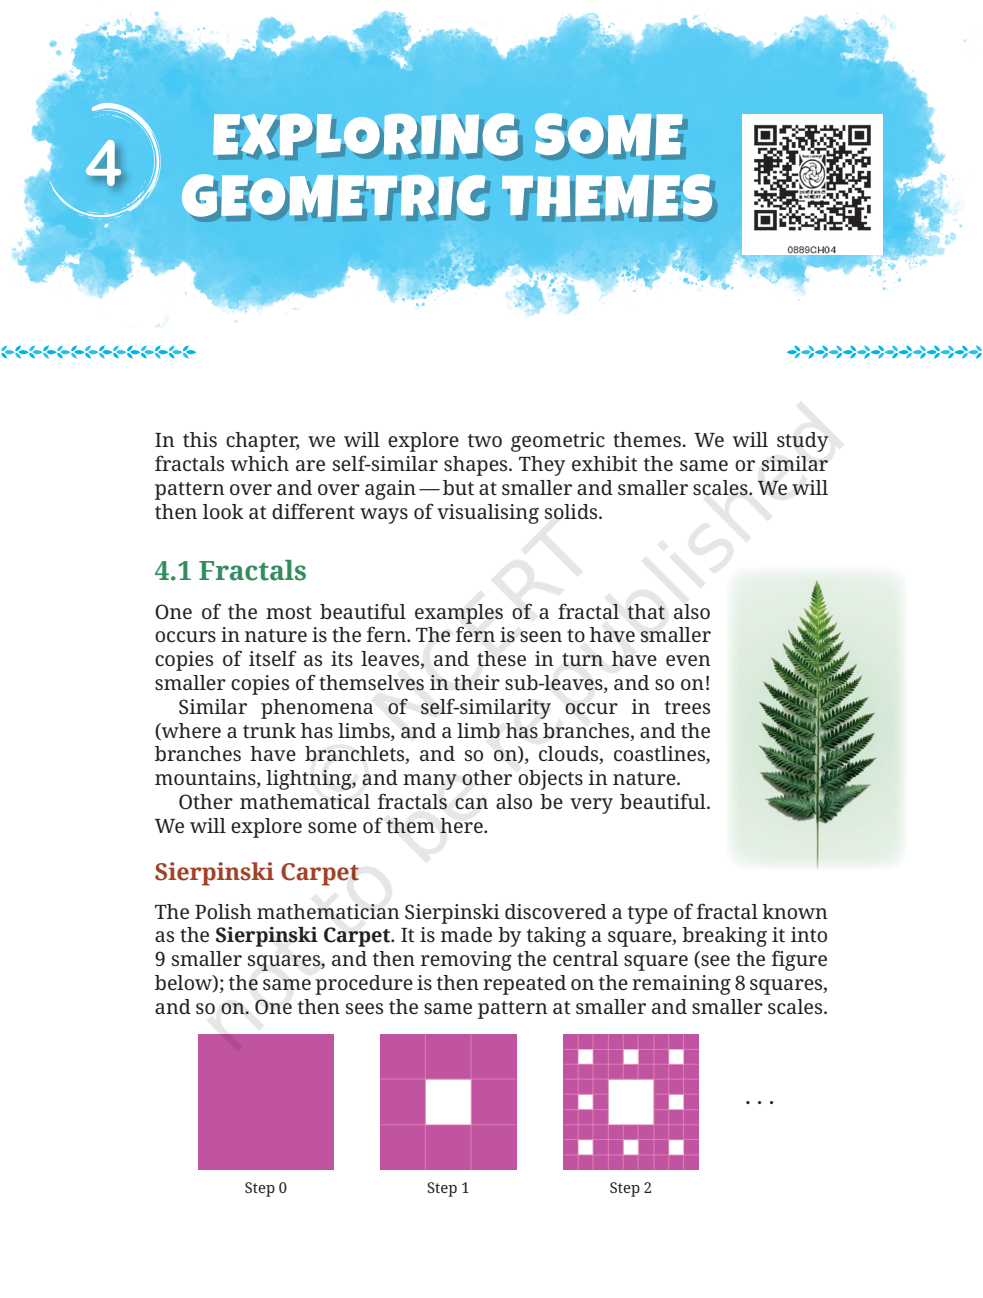 4
EXPLORING SOME
GEOMETRIC THEMES
0889CH04
In this chapter, we will explore two geometric themes. We will study
fractals which are self-similar shapes. They exhibit the same or similar
pattern over and over again — but at smaller and smaller scales. We will
then look at different ways of visualising solids.
4.1 Fractals
One of the most beautiful examples of a fractal that also
occurs in nature is the fern. The fern is seen to have smaller
copies of itself as its leaves, and these in turn have even
smaller copies of themselves in their sub-leaves, and so on!
Similar phenomena of self-similarity occur in trees
(where a trunk has limbs, and a limb has branches, and the
branches have branchlets, and so on), clouds, coastlines,
mountains, lightning, and many other objects in nature.
Other mathematical fractals can also be very beautiful.
We will explore some of them here.
Sierpinski Carpet
The Polish mathematician Sierpinski discovered a type of fractal known
as the Sierpinski Carpet. It is made by taking a square, breaking it into
9 smaller squares, and then removing the central square (see the figure
below); the same procedure is then repeated on the remaining 8 squares,
and so on. One then sees the same pattern at smaller and smaller scales.
. . .
Step 0
Step 1
Step 2
© NCERT
not to be republished